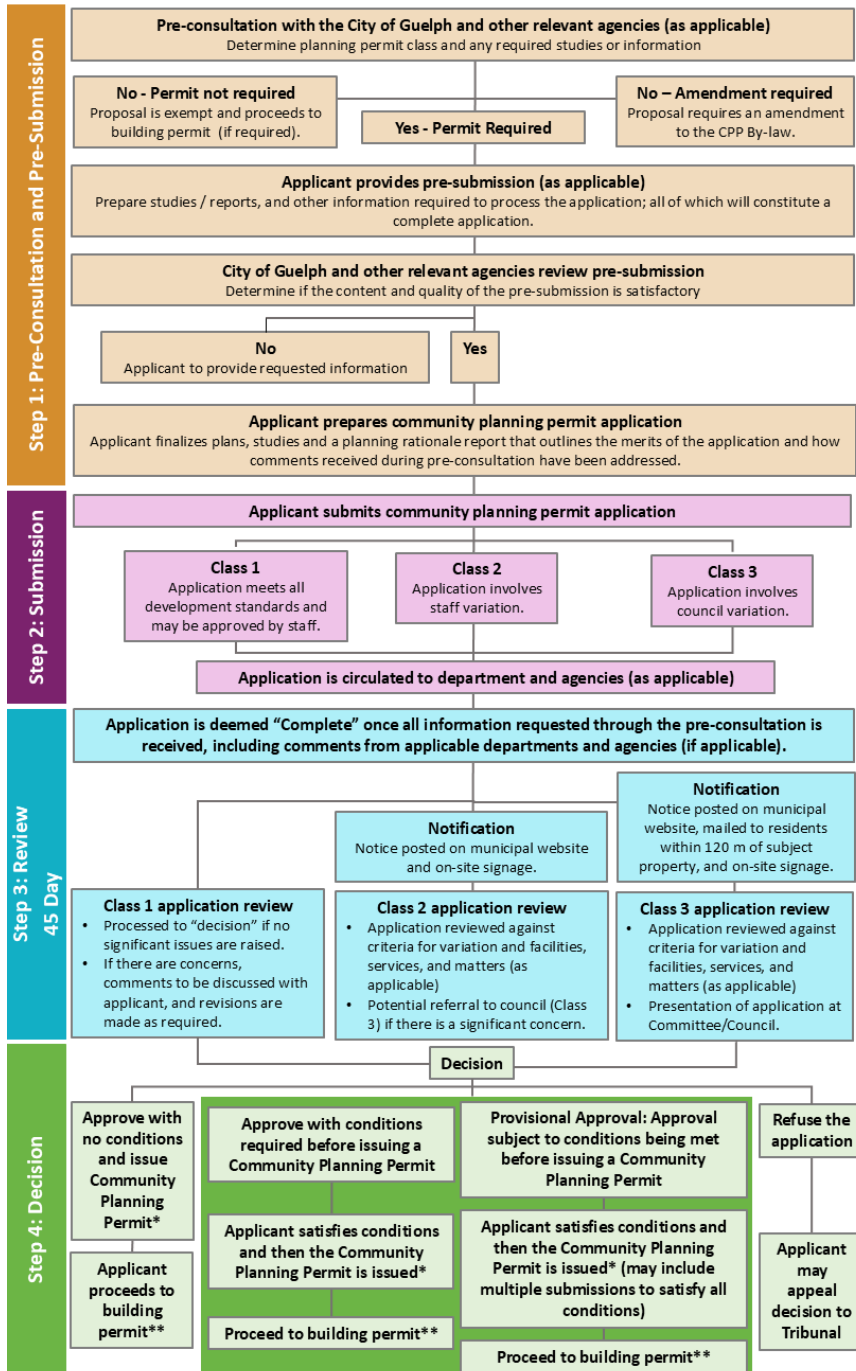 Step 1: Pre-Consultation and Pre-Submission
Pre-consultation with the City of Guelph and other relevant agencies (as applicable)
Determine planning permit class and any required studies or information
No - Permit not required
Proposal is exempt and proceeds to
building permit (if required).
Yes - Permit Required
No – Amendment required
Proposal requires an amendment
to the CPP By-law.
Applicant provides pre-submission (as applicable)
Prepare studies / reports, and other information required to process the application; all of which will constitute a
complete application.
City of Guelph and other relevant agencies review pre-submission
Determine if the content and quality of the pre-submission is satisfactory
No
Applicant to provide requested information
Yes
Applicant prepares community planning permit application
Applicant finalizes plans, studies and a planning rationale report that outlines the merits of the application and how
comments received during pre-consultation have been addressed.
Step 2: Submission
Applicant submits community planning permit application
Class 1
Application meets all
development standards and
may be approved by staff.
Class 2
Application involves
staff variation.
Class 3
Application involves
council variation.
Application is circulated to department and agencies (as applicable)
Step 3: Review
45 Day
Application is deemed “Complete” once all information requested through the pre-consultation is
received, including comments from applicable departments and agencies (if applicable).
Notification
Notice posted on municipal website
and on-site signage.
Notification
Notice posted on municipal
website, mailed to residents
within 120 m of subject
property, and on-site signage.
Class 1 application review
• Processed to “decision” if no
significant issues are raised.
• If there are concerns,
comments to be discussed with
applicant, and revisions are
made as required.
Class 2 application review
• Application reviewed against
criteria for variation and facilities,
services, and matters (as
applicable)
• Potential referral to council (Class
3) if there is a significant concern.
Class 3 application review
• Application reviewed against
criteria for variation and
facilities, services, and
matters (as applicable)
• Presentation of application at
Committee/Council.
Step 4: Decision
Decision
Approve with
no conditions
and issue
Community
Planning
Permit*
Applicant
proceeds to
building
permit**
Approve with conditions
required before issuing a
Community Planning Permit
Applicant satisfies conditions
and then the Community
Planning Permit is issued*
Proceed to building permit**
Provisional Approval: Approval
subject to conditions being met
before issuing a Community
Planning Permit
Applicant satisfies conditions and
then the Community Planning
Permit is issued* (may include
multiple submissions to satisfy all
conditions)
Proceed to building permit**
Refuse the
application
Applicant
may
appeal
decision to
Tribunal